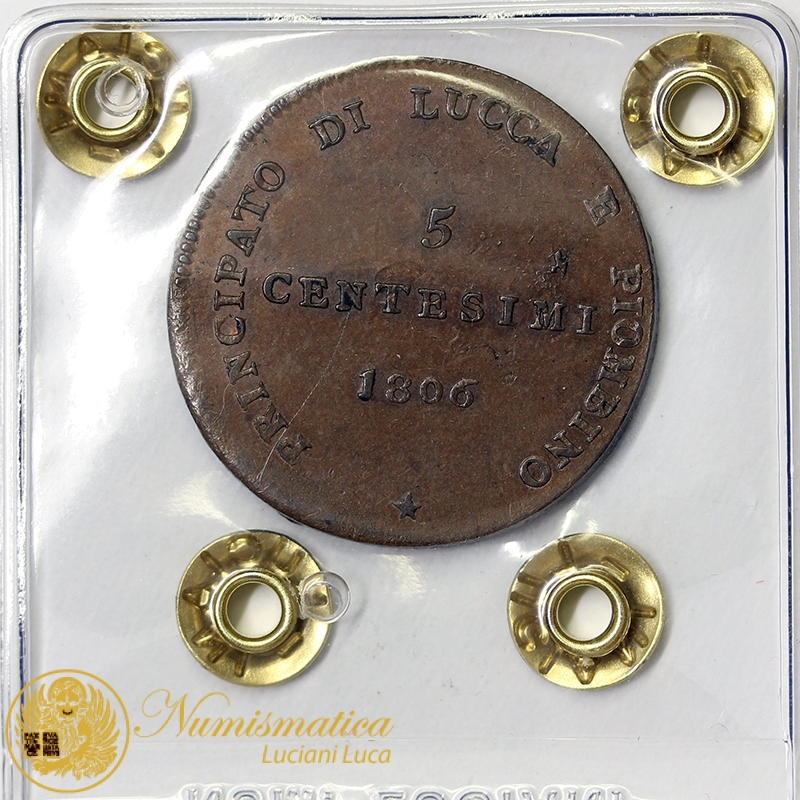 PRINCIPATO DI LUCCA E PIOMBINO
5
CENTESIMI
1806
Numismatica
Luciani Luca